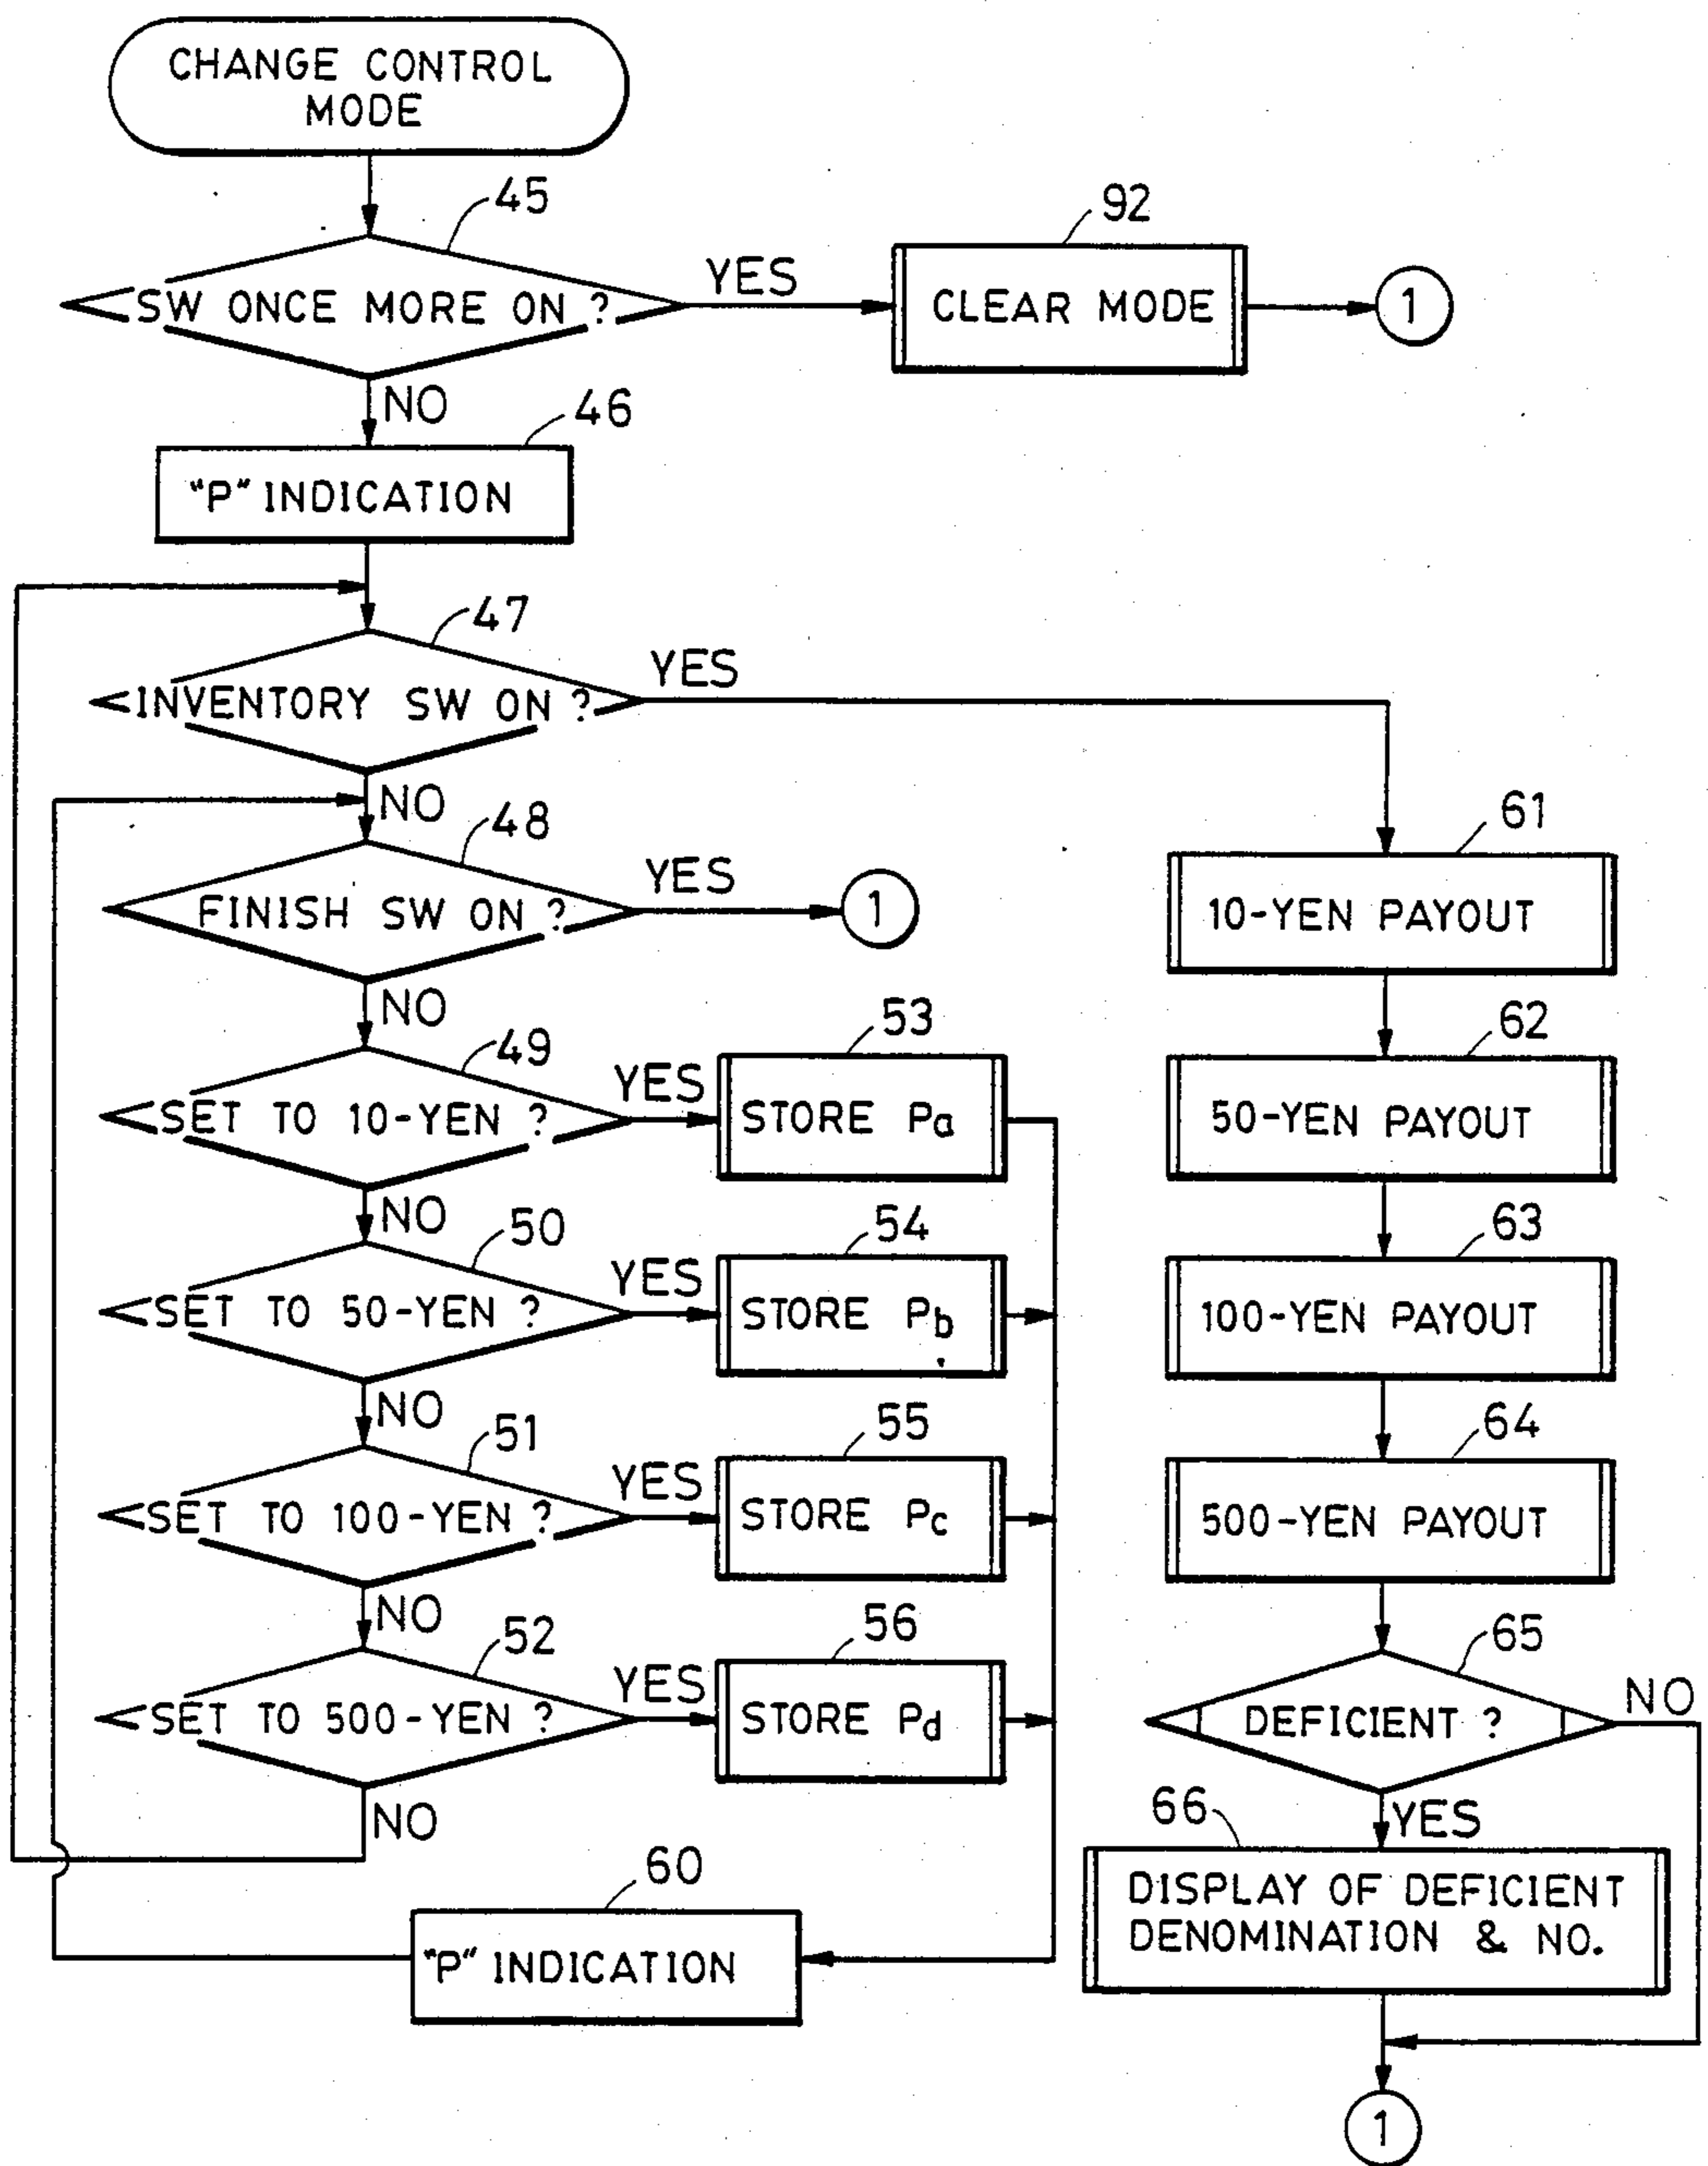 CHANGE CONTROL
MODE
45
SW ONCE MORE ON ?
YES
92
CLEAR MODE
1
NO
46
"P" INDICATION
47
INVENTORY SW ON ?
YES
NO
48
FINISH SW ON ?
YES
1
NO
49
SET TO 10-YEN ?
YES
53
STORE Pa
NO
50
SET TO 50-YEN ?
YES
54
STORE Pb
NO
51
SET TO 100-YEN ?
YES
55
STORE Pc
NO
52
SET TO 500-YEN ?
YES
56
STORE Pd
NO
60
"P" INDICATION
61
10-YEN PAYOUT
62
50-YEN PAYOUT
63
100-YEN PAYOUT
64
500-YEN PAYOUT
65
DEFICIENT ?
NO
YES
66
DISPLAY OF DEFICIENT
DENOMINATION & NO.
1